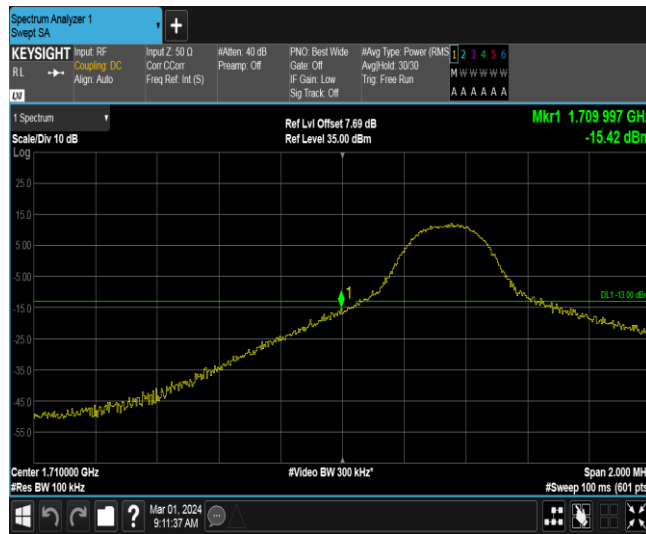 Spectrum Analyzer 1
Swept SA
+
KEYSIGHT
RL
LXI
Input: RF
Coupling: DC
Align: Auto
Input Z: 50 Ω
Corr CCorr
Freq Ref: Int (S)
#Atten: 40 dB
Preamp: Off
PNO: Best Wide
Gate: Off
IF Gain: Low
Sig Track: Off
#Avg Type: Power (RMS
Avg|Hold: 30/30
Trig: Free Run
1 2 3 4 5 6
M W W W W W
A A A A A A
1 Spectrum
Scale/Div 10 dB
Log
Ref Lvl Offset 7.69 dB
Ref Level 35.00 dBm
Mkr1 1.709 997 GHz
-15.42 dBm
25.0
15.0
5.00
-5.00
-15.0
-25.0
-35.0
-45.0
-55.0
1
DL1 -13.00 dBm
Center 1.710000 GHz
#Res BW 100 kHz
#Video BW 300 kHz*
Span 2.000 MHz
#Sweep 100 ms (601 pts)
?
Mar 01, 2024
9:11:37 AM